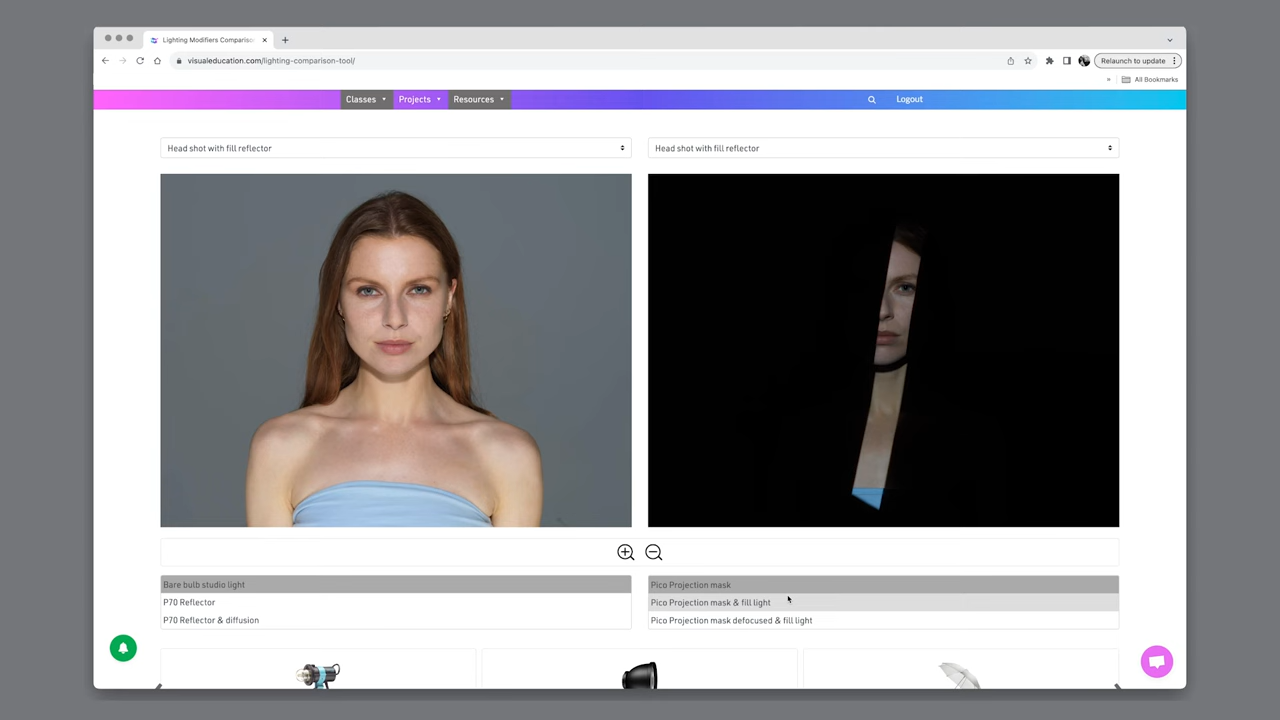 Lighting Modifiers Comparis
visualeducation.com/lighting-comparison-tool/
Relaunch to update
»
All Bookmarks
Classes
Projects
Resources
Logout
Head shot with fill reflector
Head shot with fill reflector
Bare bulb studio light
P70 Reflector
P70 Reflector & diffusion
Pico Projection mask
Pico Projection mask & fill light
Pico Projection mask defocused & fill light